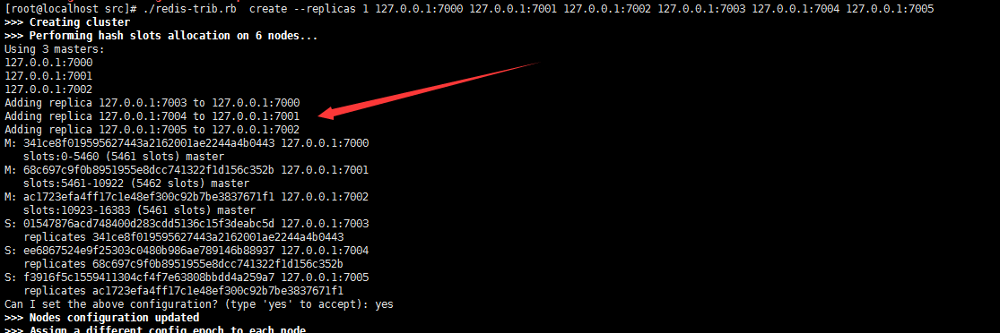 [root@localhost src]# ./redis-trib.rb  create --replicas 1 127.0.0.1:7000 127.0.0.1:7001 127.0.0.1:7002 127.0.0.1:7003 127.0.0.1:7004 127.0.0.1:7005
>>> Creating cluster
>>> Performing hash slots allocation on 6 nodes...
Using 3 masters:
127.0.0.1:7000
127.0.0.1:7001
127.0.0.1:7002
Adding replica 127.0.0.1:7003 to 127.0.0.1:7000
Adding replica 127.0.0.1:7004 to 127.0.0.1:7001
Adding replica 127.0.0.1:7005 to 127.0.0.1:7002
M: 341ce8f019595627443a2162001ae2244a4b0443 127.0.0.1:7000
   slots:0-5460 (5461 slots) master
M: 68c697c9f0b8951955e8dcc741322f1d156c352b 127.0.0.1:7001
   slots:5461-10922 (5462 slots) master
M: ac1723efa4ff17c1e48ef300c92b7be3837671f1 127.0.0.1:7002
   slots:10923-16383 (5461 slots) master
S: 01547876acd748400d283cdd5136c15f3deabc5d 127.0.0.1:7003
   replicates 341ce8f019595627443a2162001ae2244a4b0443
S: ee6867524e9f25303c0480b986ae789146b88937 127.0.0.1:7004
   replicates 68c697c9f0b8951955e8dcc741322f1d156c352b
S: f3916f5c1559411304cf4f7e63808bbdd4a259a7 127.0.0.1:7005
   replicates ac1723efa4ff17c1e48ef300c92b7be3837671f1
Can I set the above configuration? (type 'yes' to accept): yes
>>> Nodes configuration updated
>>> Assign a different config epoch to each node